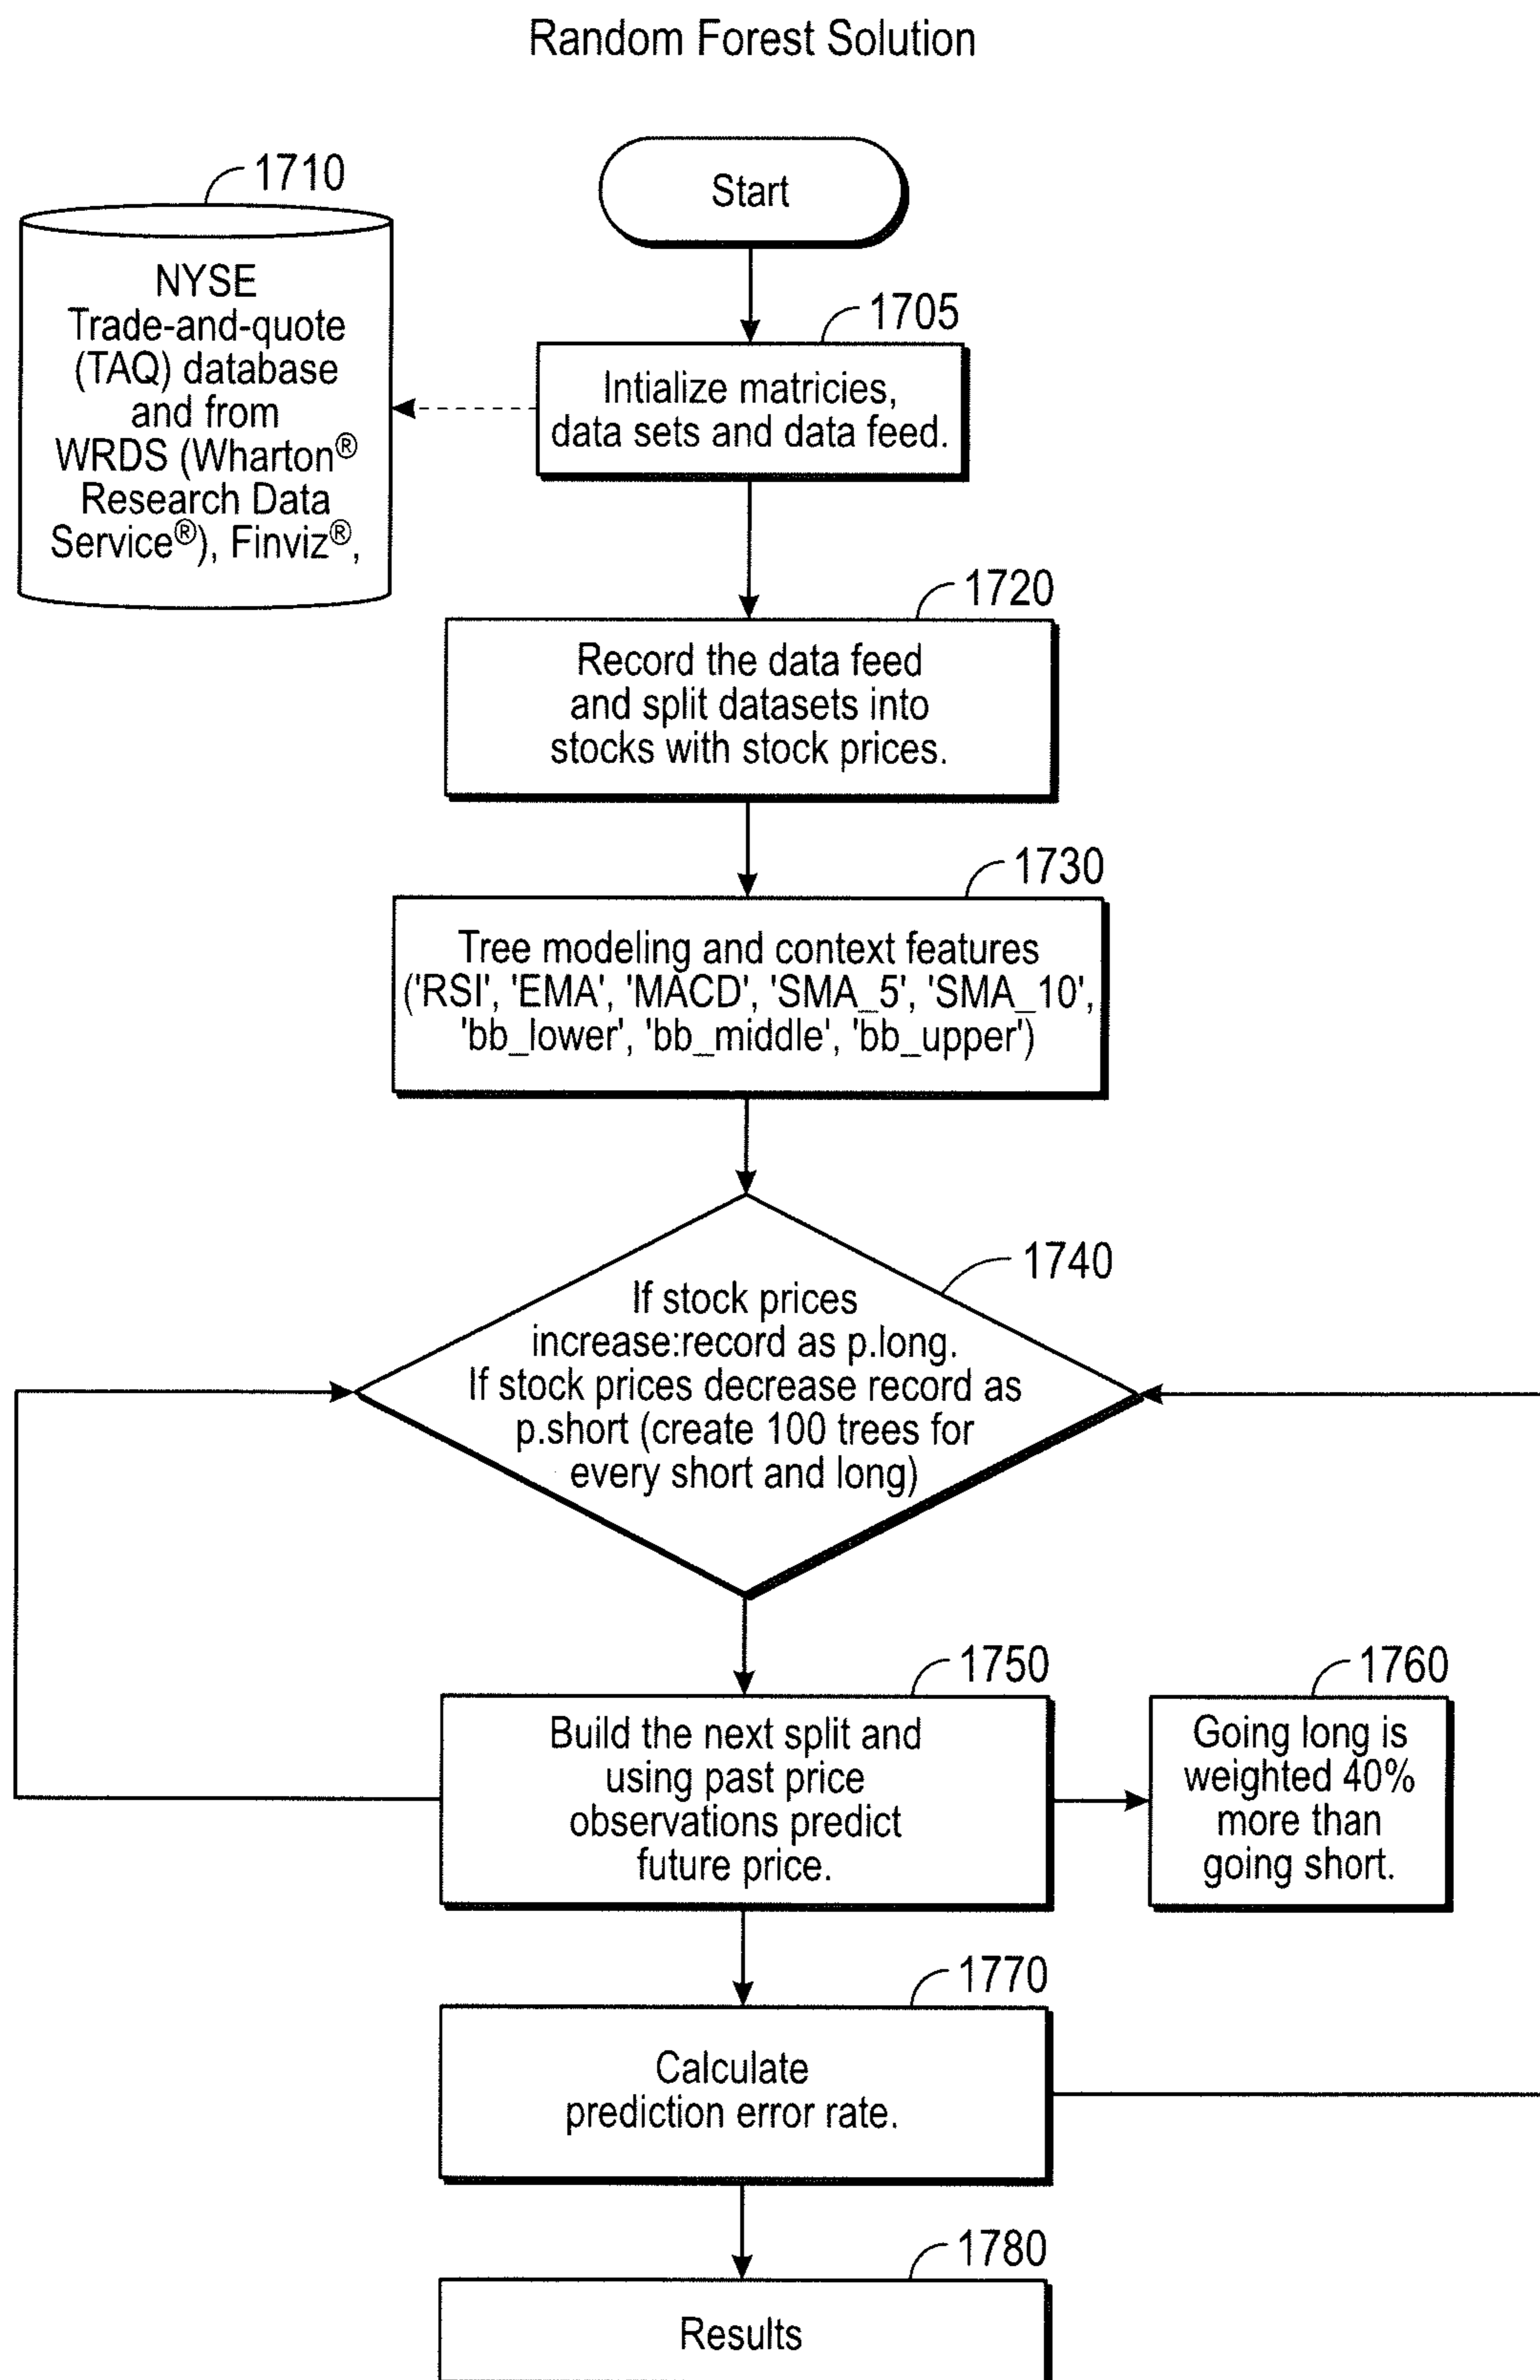 Random Forest Solution
Start
1710
NYSE
Trade-and-quote
(TAQ) database
and from
WRDS (Wharton®
Research Data
Service®), Finviz®,
1705
Intialize matricies,
data sets and data feed.
1720
Record the data feed
and split datasets into
stocks with stock prices.
1730
Tree modeling and context features
('RSI', 'EMA', 'MACD', 'SMA_5', 'SMA_10',
'bb_lower', 'bb_middle', 'bb_upper')
1740
If stock prices
increase:record as p.long.
If stock prices decrease record as
p.short (create 100 trees for
every short and long)
1750
Build the next split and
using past price
observations predict
future price.
1760
Going long is
weighted 40%
more than
going short.
1770
Calculate
prediction error rate.
1780
Results